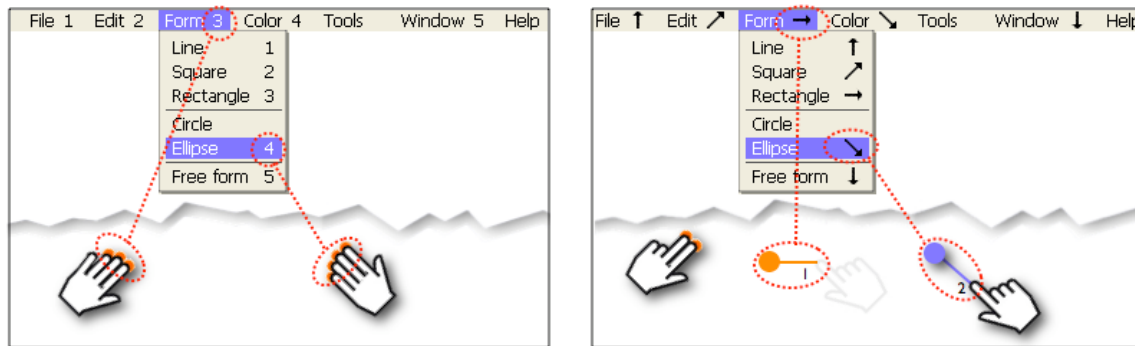 File 1 Edit 2 Form 3 Color 4 Tools Window 5 Help
Line 1
Square 2
Rectangle 3
Circle
Ellipse 4
Free form 5
File ↑ Edit ↗ Form → Color ↘ Tools Window ↓ Help
Line ↑
Square ↗
Rectangle →
Circle
Ellipse ↘
Free form ↓
1
2